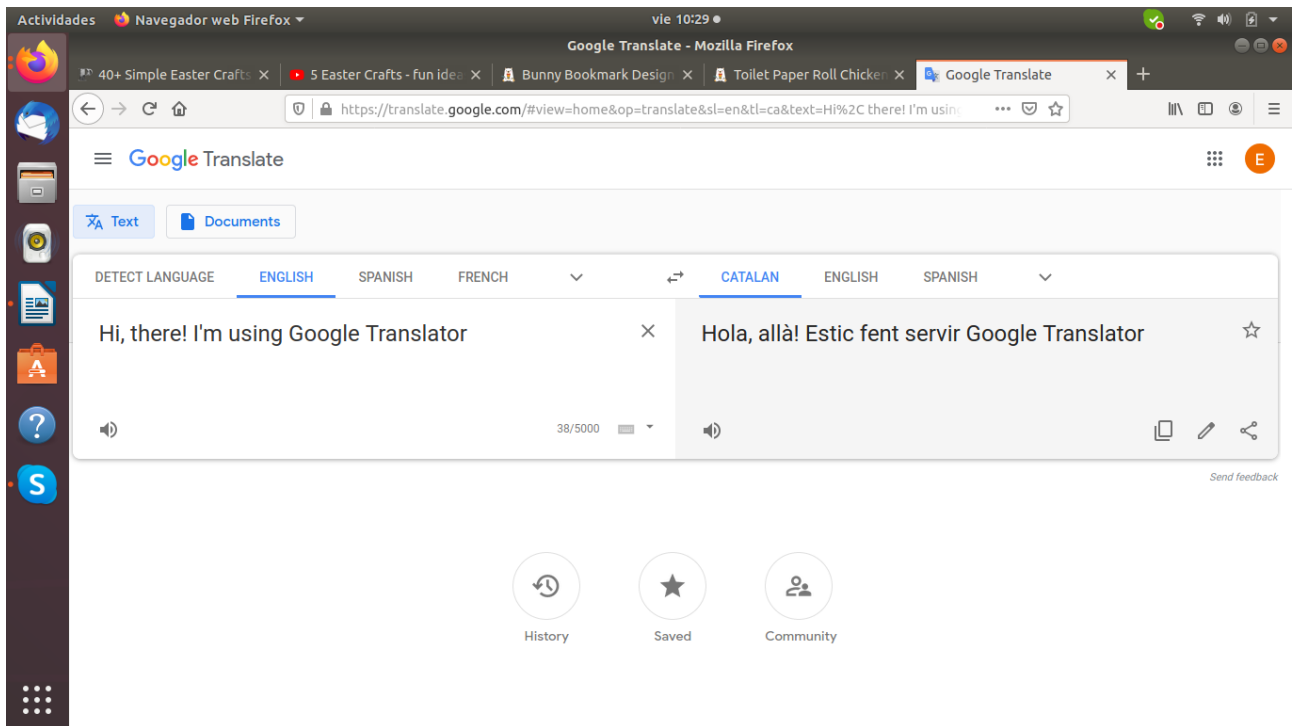 Actividades Navegador web Firefox vie 10:29
Google Translate - Mozilla Firefox
40+ Simple Easter Crafts 5 Easter Crafts - fun idea Bunny Bookmark Design Toilet Paper Roll Chicken Google Translate
https://translate.google.com/#view=home&op=translate&sl=en&tl=ca&text=Hi%2C there! I'm using
Google Translate E
Text Documents
DETECT LANGUAGE ENGLISH SPANISH FRENCH CATALAN ENGLISH SPANISH
Hi, there! I'm using Google Translator Hola, allà! Estic fent servir Google Translator
38/5000
Send feedback
History Saved Community